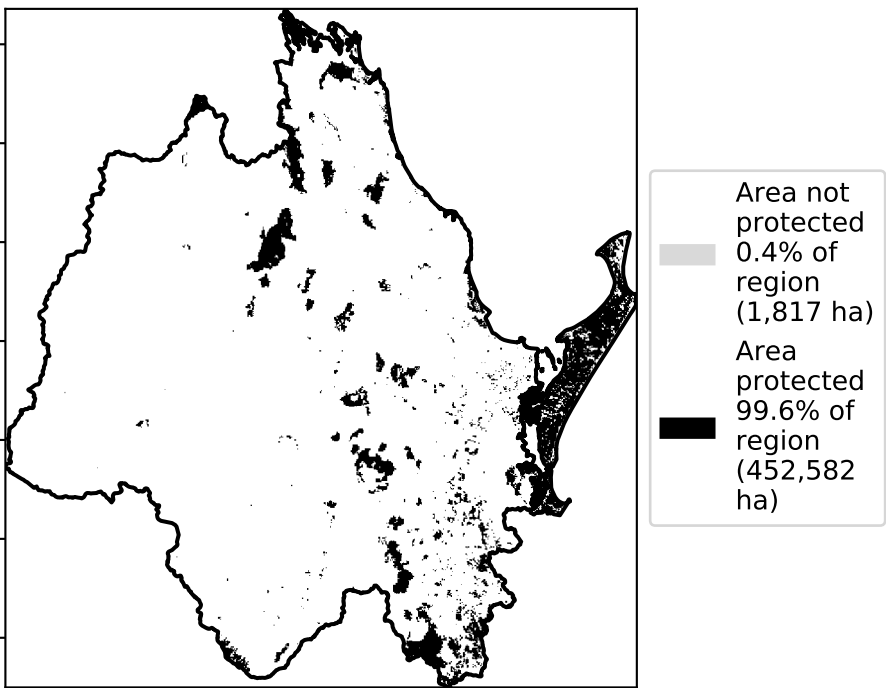 Area not
protected
0.4% of
region
(1,817 ha)
Area
protected
99.6% of
region
(452,582
ha)